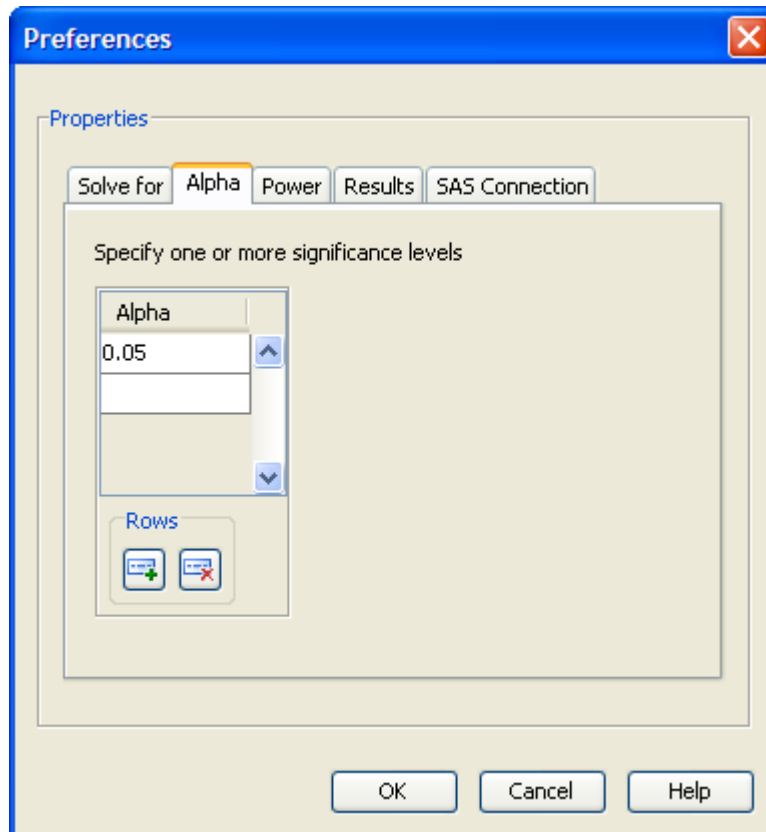 Preferences
Properties
Solve for Alpha Power Results SAS Connection
Specify one or more significance levels
Alpha
0.05
Rows
OK Cancel Help